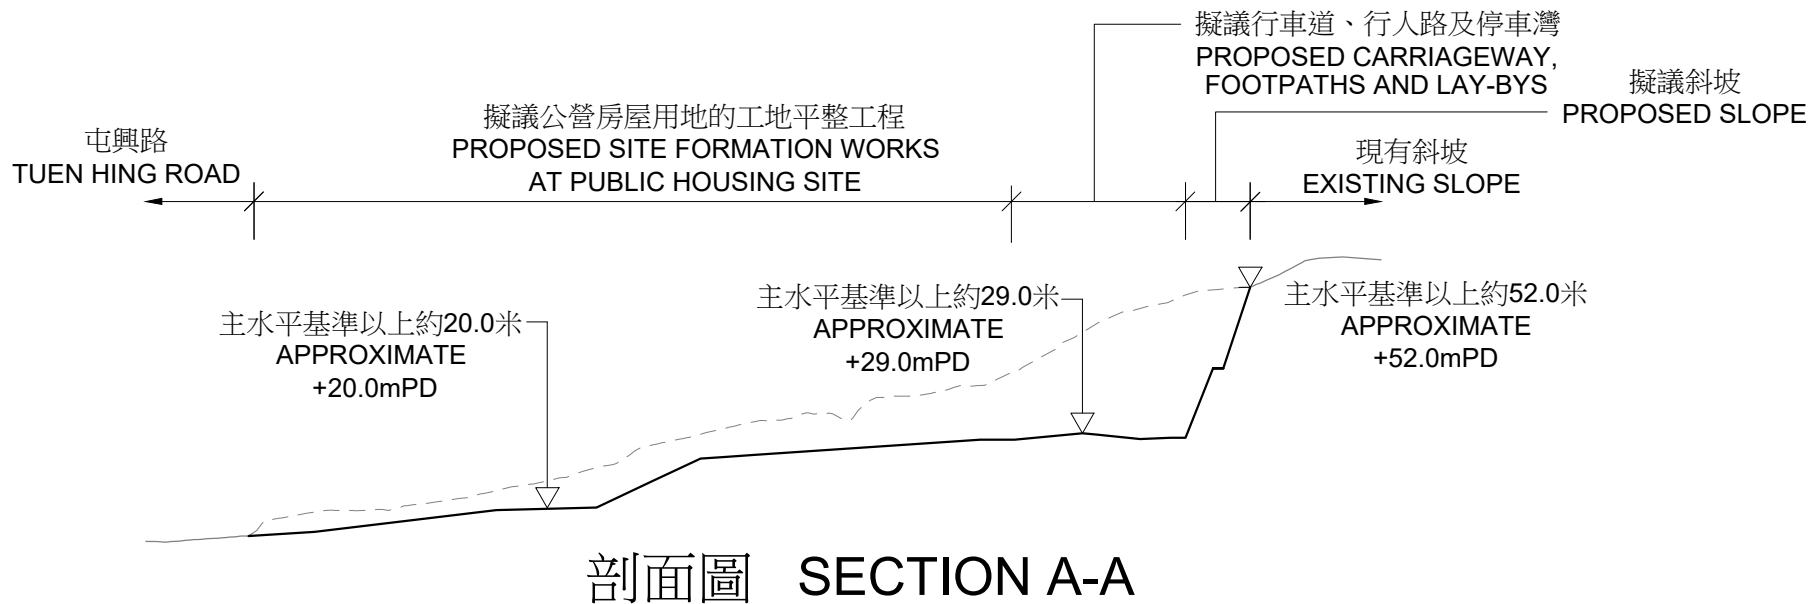 擬議行車道、行人路及停車灣
PROPOSED CARRIAGEWAY,
FOOTPATHS AND LAY-BYS
擬議斜坡
PROPOSED SLOPE
擬議公營房屋用地的工地平整工程
PROPOSED SITE FORMATION WORKS
AT PUBLIC HOUSING SITE
屯興路
TUEN HING ROAD
現有斜坡
EXISTING SLOPE
主水平基準以上約20.0米
APPROXIMATE
+20.0mPD
主水平基準以上約29.0米
APPROXIMATE
+29.0mPD
主水平基準以上約52.0米
APPROXIMATE
+52.0mPD
剖面圖 SECTION A-A